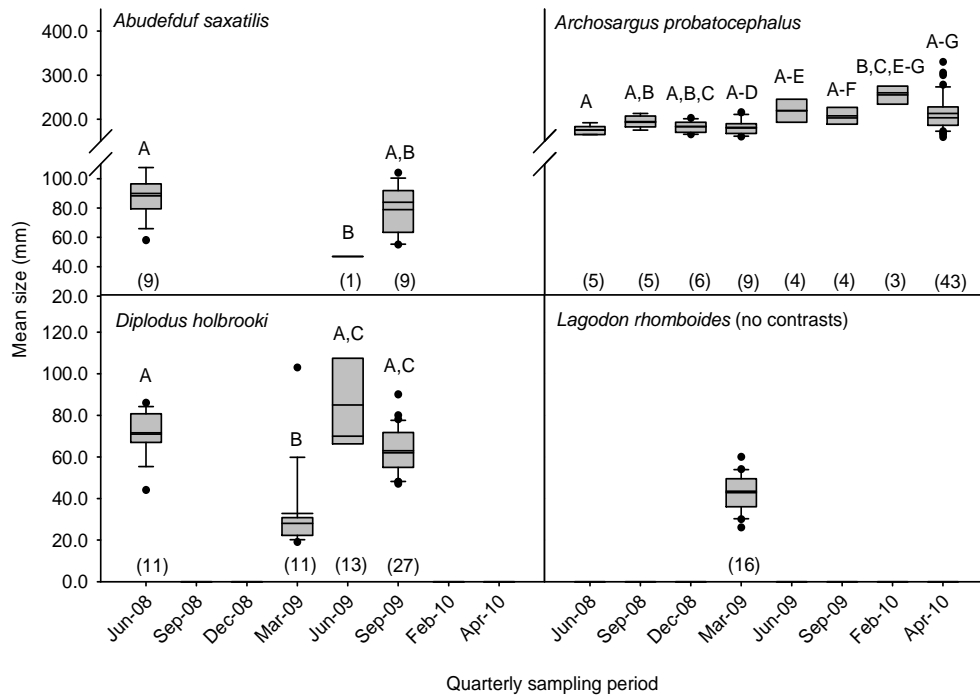 Abudefduf saxatilis
Archosargus probatocephalus
400.0
300.0
200.0
100.0
80.0
60.0
40.0
20.0
A
B
A,B
(9)
(1)
(9)
A
A,B
A,B,C
A-D
A-E
A-F
B,C,E-G
A-G
(5)
(5)
(6)
(9)
(4)
(4)
(3)
(43)
Mean size (mm)
Diplodus holbrooki
Lagodon rhomboides (no contrasts)
120.0
100.0
80.0
60.0
40.0
20.0
0.0
A
B
A,C
A,C
(11)
(11)
(13)
(27)
(16)
Jun-08
Sep-08
Dec-08
Mar-09
Jun-09
Sep-09
Feb-10
Apr-10
Jun-08
Sep-08
Dec-08
Mar-09
Jun-09
Sep-09
Feb-10
Apr-10
Quarterly sampling period